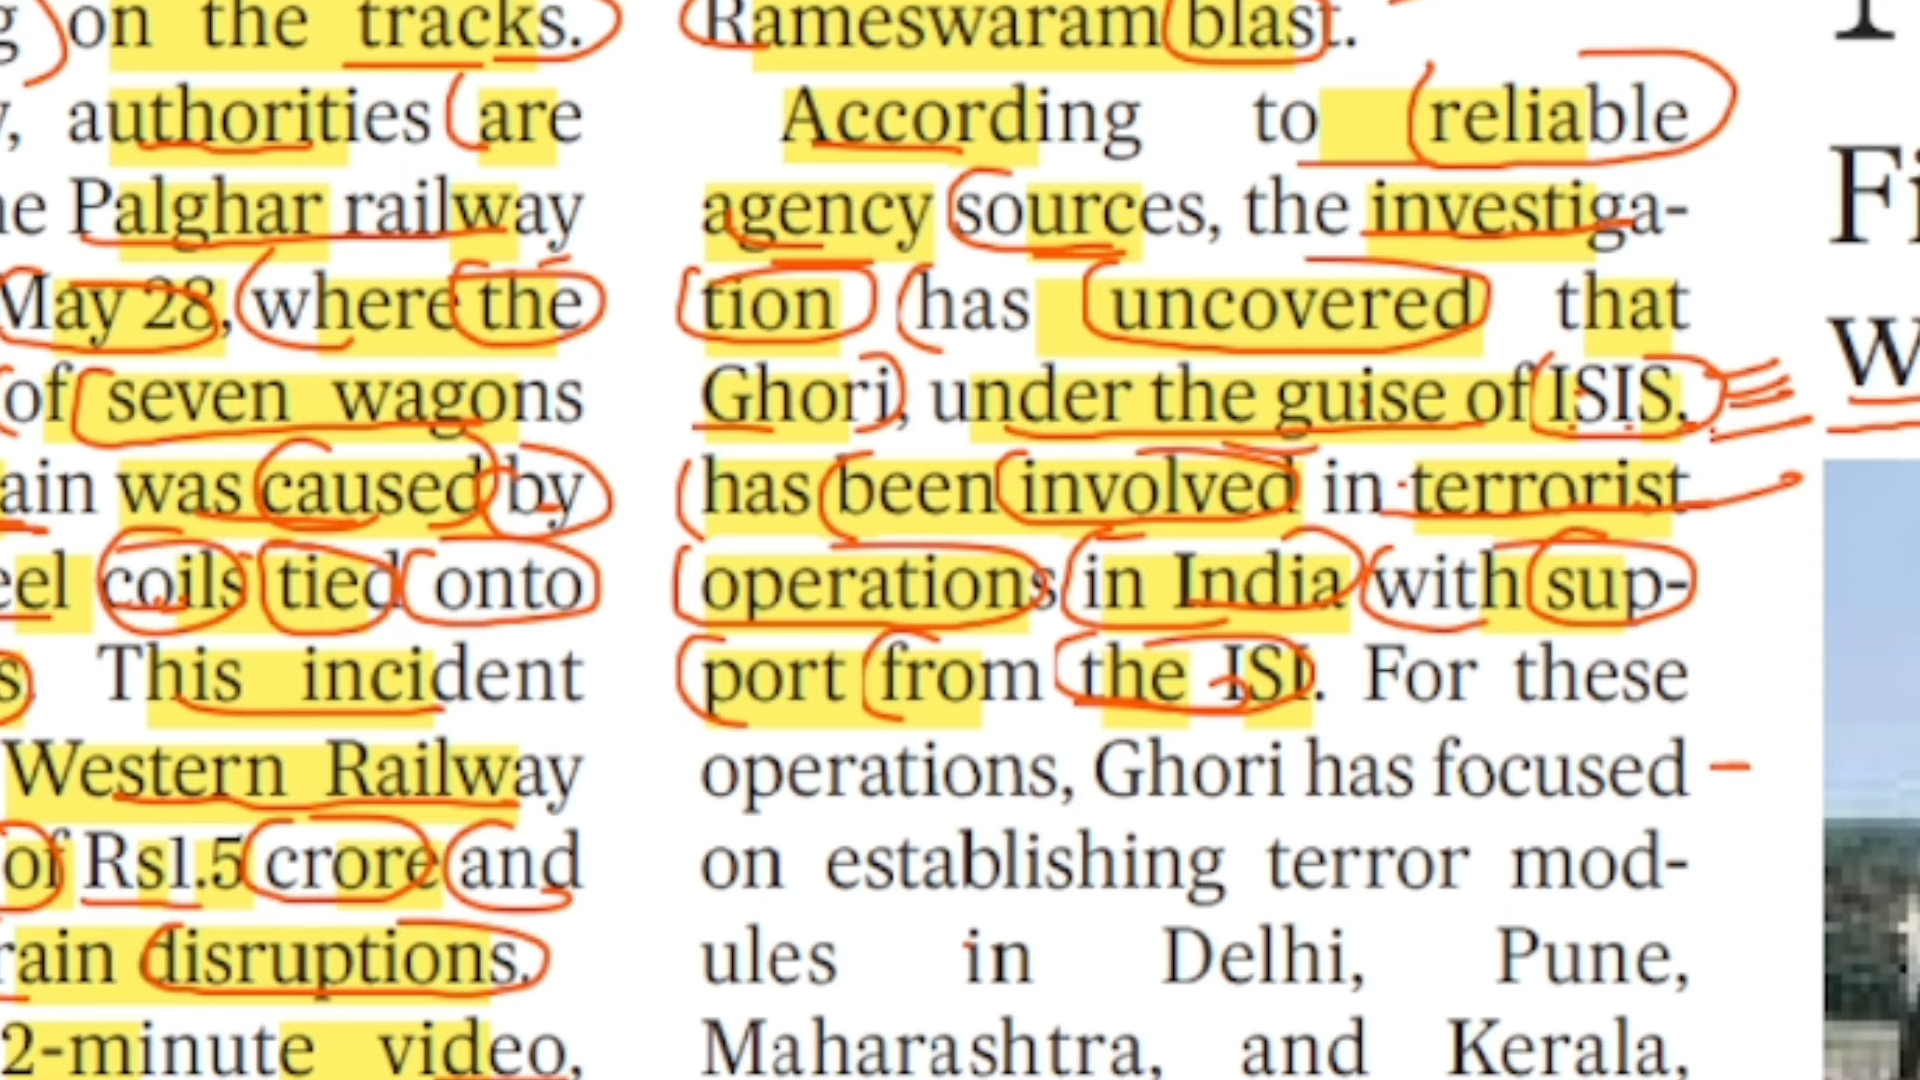 on the tracks.
authorities are
Palghar railway
May 28, where the
of seven wagons
was caused by
coils tied onto
This incident
Western Railway
of Rs1.5 crore and
disruptions.
2-minute video,
Rameswaram blast.
According to reliable
agency sources, the investiga-
tion has uncovered that
Ghori, under the guise of ISIS,
has been involved in terrorist
operations in India with sup-
port from the ISI. For these
operations, Ghori has focused
on establishing terror mod-
ules in Delhi, Pune,
Maharashtra, and Kerala,